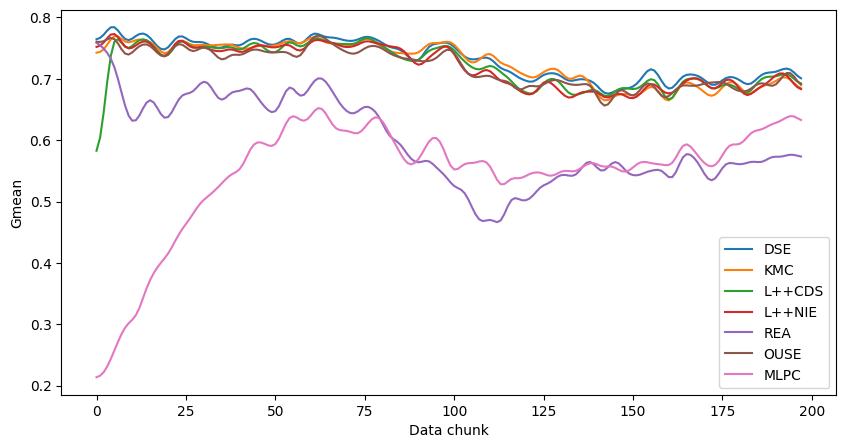 0.8
0.7
0.6
0.5
0.4
0.3
0.2
Gmean
0 25 50 75 100 125 150 175 200
Data chunk
DSE
KMC
L++CDS
L++NIE
REA
OUSE
MLPC